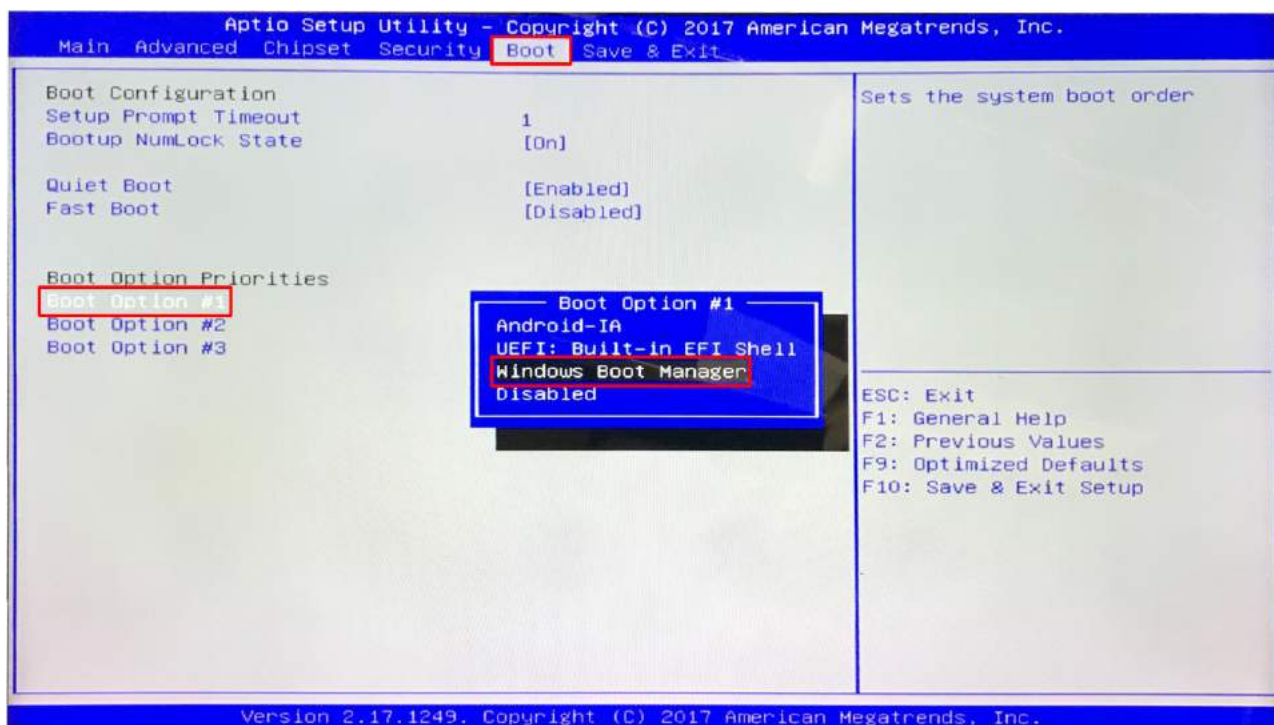 Aptio Setup Utility – Copyright (C) 2017 American Megatrends, Inc.
Main Advanced Chipset Security Boot Save & Exit
Boot Configuration
Setup Prompt Timeout 1
Bootup NumLock State [On]
Quiet Boot [Enabled]
Fast Boot [Disabled]
Boot Option Priorities
Boot Option #1
Boot Option #2
Boot Option #3
Boot Option #1
Android-IA
UEFI: Built-in EFI Shell
Windows Boot Manager
Disabled
Sets the system boot order
ESC: Exit
F1: General Help
F2: Previous Values
F9: Optimized Defaults
F10: Save & Exit Setup
Version 2.17.1249. Copyright (C) 2017 American Megatrends, Inc.